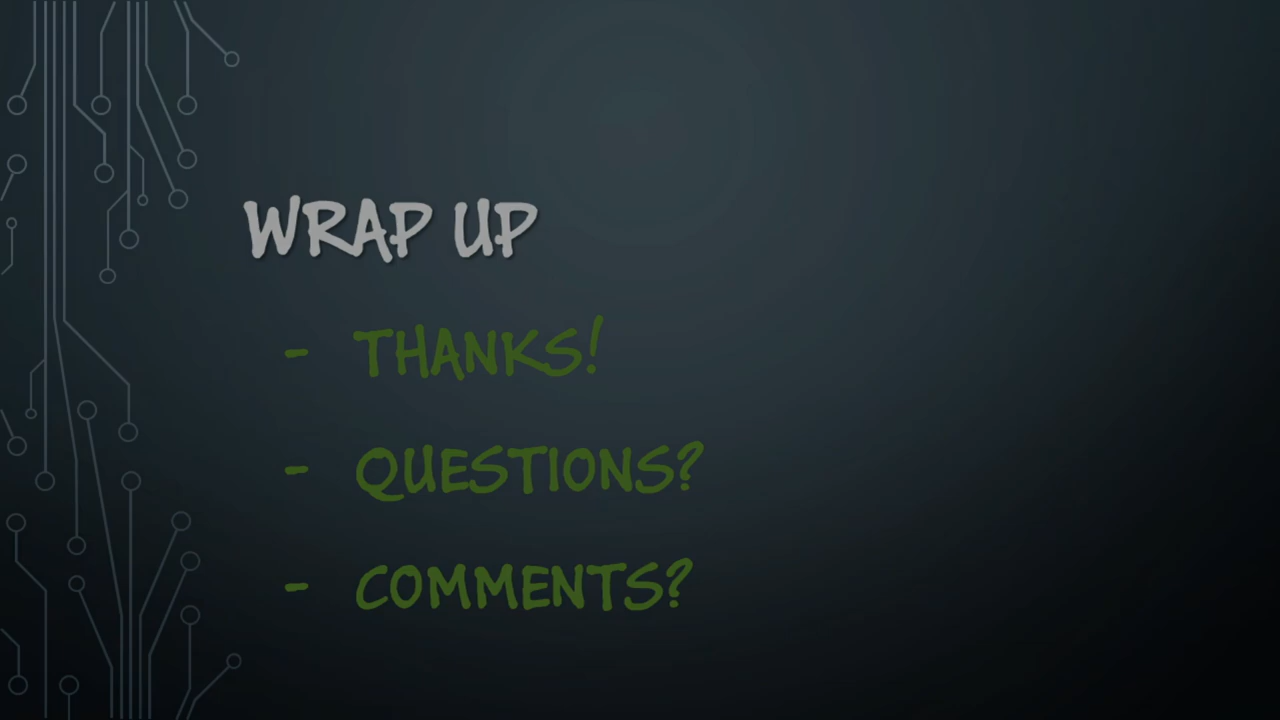 WRAP UP
- THANKS!
- QUESTIONS?
- COMMENTS?